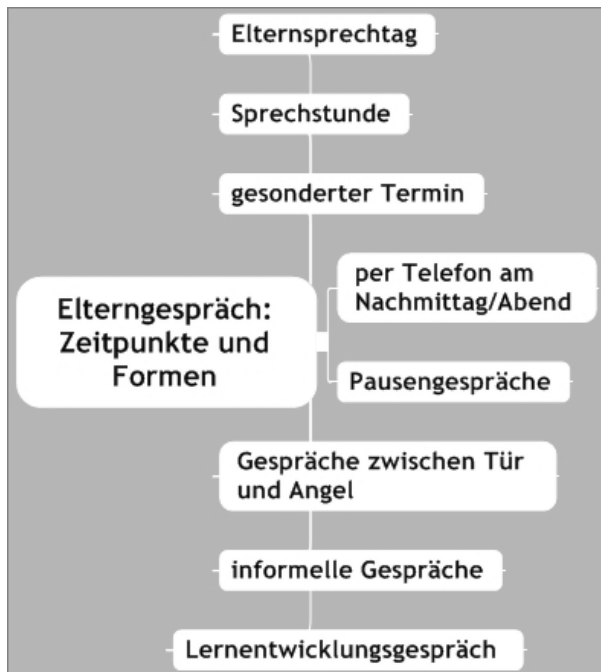 Elternsprechtag
Sprechstunde
gesonderter Termin
Elterngespräch:
Zeitpunkte und
Formen
per Telefon am
Nachmittag/Abend
Pausengespräche
Gespräche zwischen Tür
und Angel
informelle Gespräche
Lernentwicklungsgespräch